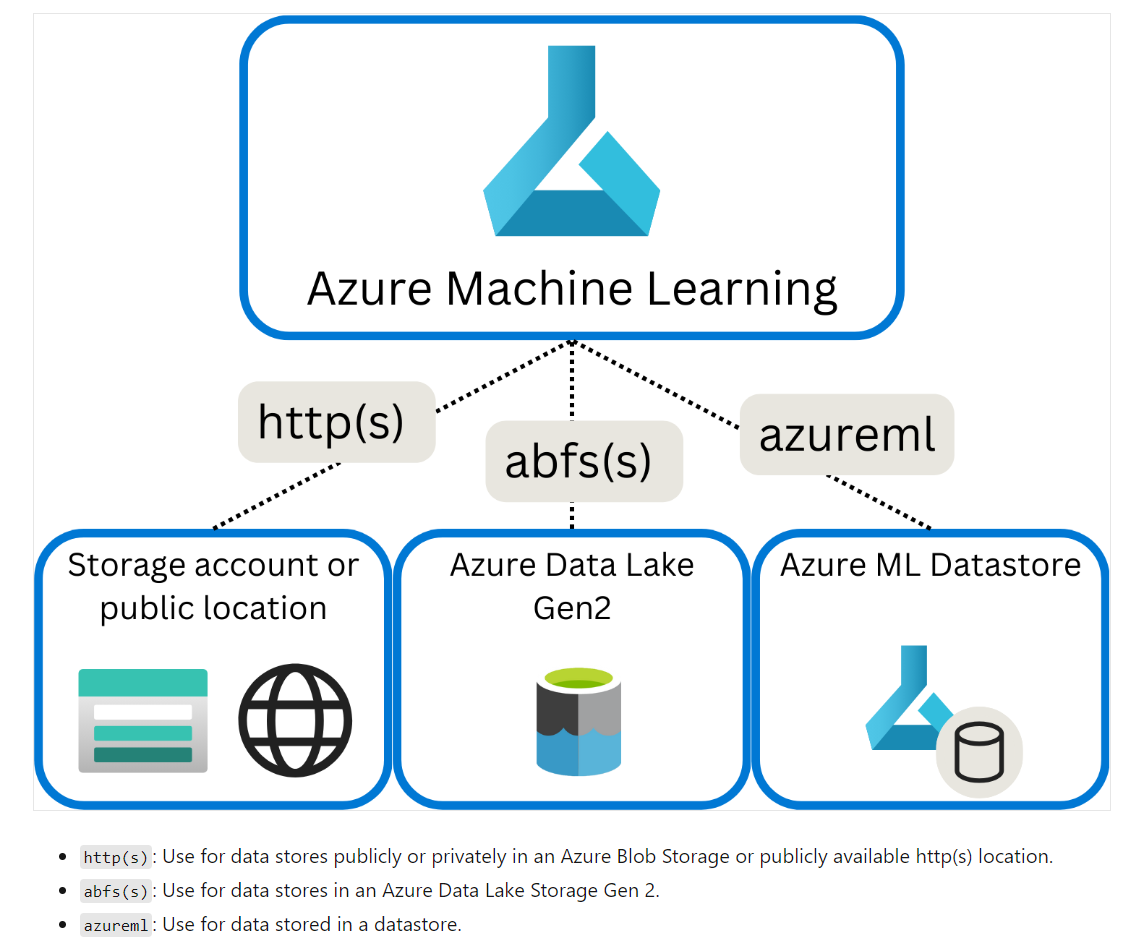 Azure Machine Learning
http(s)
abfs(s)
azureml
Storage account or
public location
Azure Data Lake
Gen2
Azure ML Datastore
• http(s): Use for data stores publicly or privately in an Azure Blob Storage or publicly available http(s) location.
• abfs(s): Use for data stores in an Azure Data Lake Storage Gen 2.
• azureml: Use for data stored in a datastore.